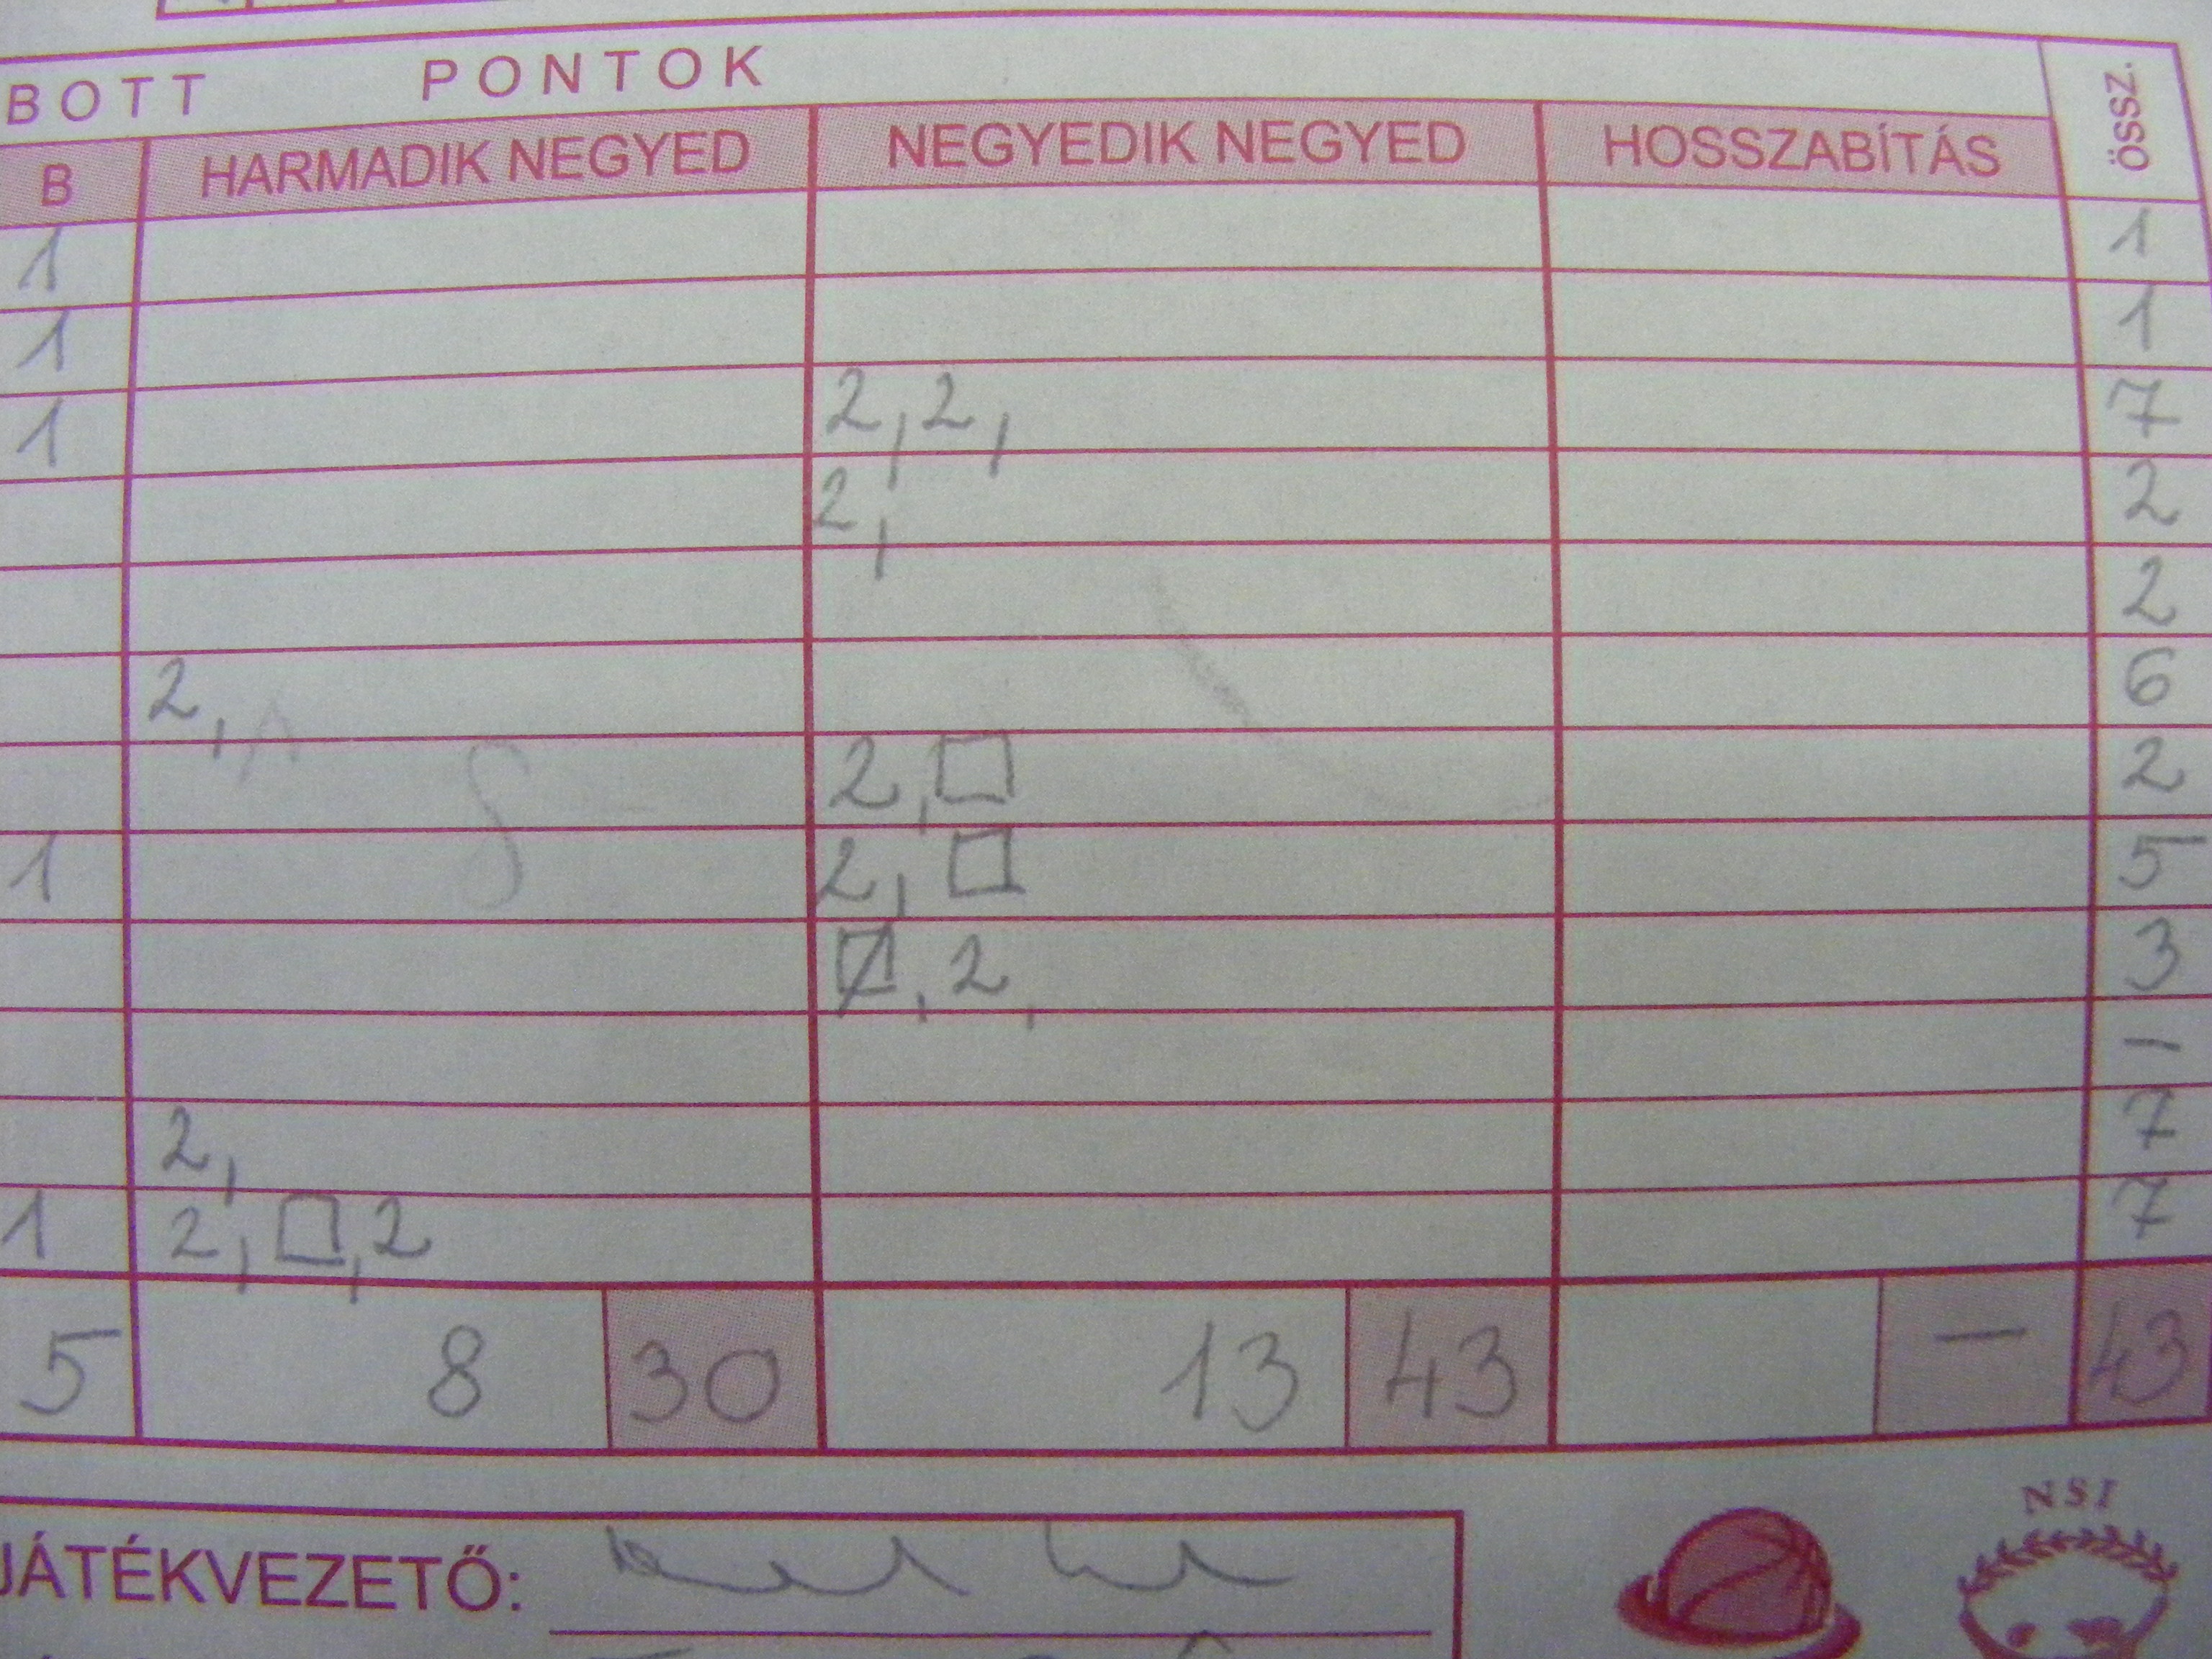 BOTT PONTOK ÖSSZ.
B HARMADIK NEGYED NEGYEDIK NEGYED HOSSZABÍTÁS
1 1
1 1
1 2,2, 7
2, 2
2
2, 6
2,□ 2
1 2,□ 5
☒,2, 3
–
2, 7
1 2,□,2 7
5 8 30 13 43 – 43
NSI
JÁTÉKVEZETŐ: